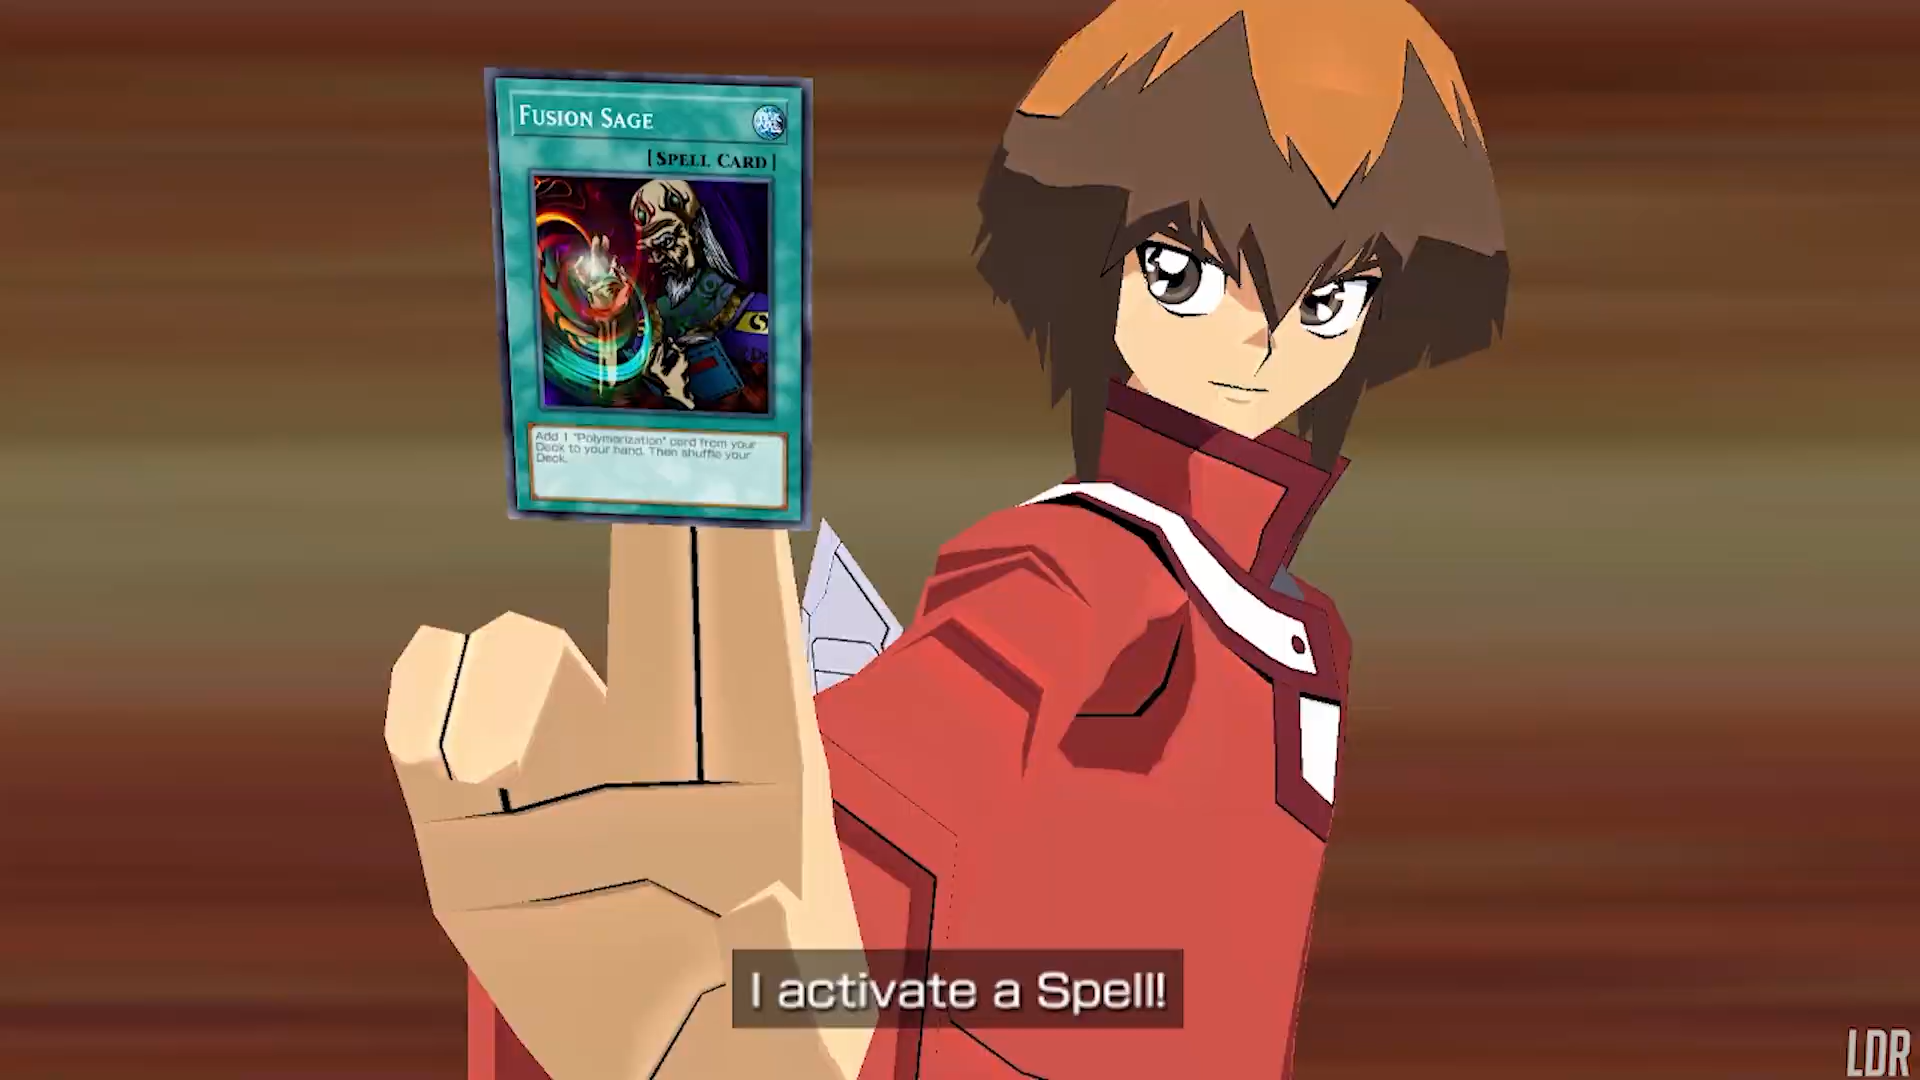 FUSION SAGE
[SPELL CARD]
Add 1 "Polymerization" card from your
Deck to your hand. Then shuffle your
Deck.
I activate a Spell!
LDR